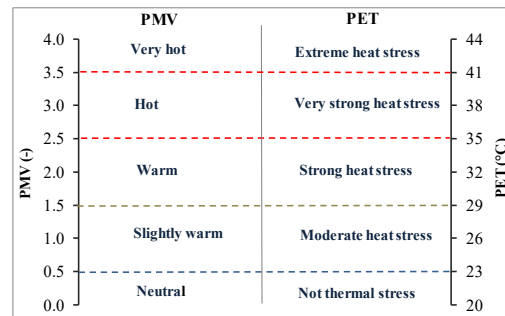 PMV PET
4.0 Very hot Extreme heat stress 44
3.5 41
3.0 Hot Very strong heat stress 38
2.5 35
2.0 Warm Strong heat stress 32
1.5 29
1.0 Slightly warm Moderate heat stress 26
0.5 23
0.0 Neutral Not thermal stress 20
PMV (-)
PET (°C)